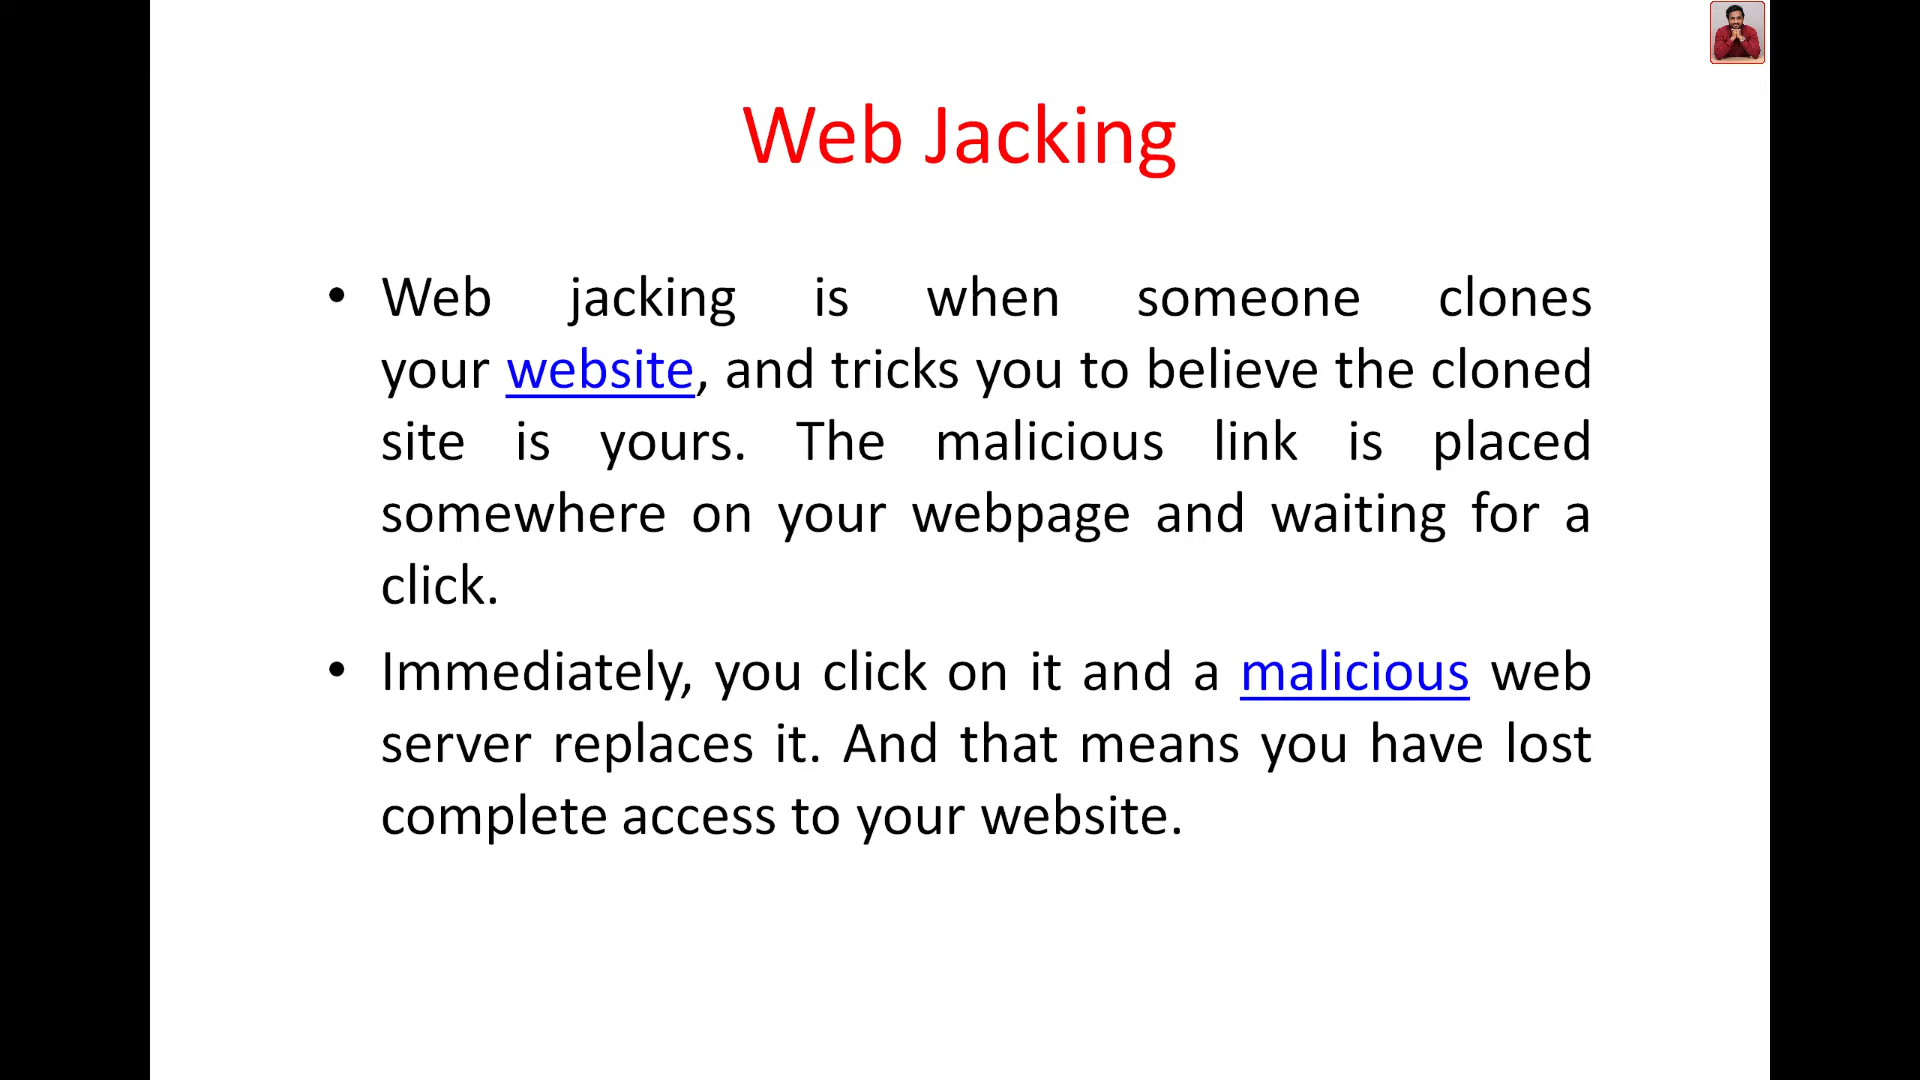 Web Jacking
• Web jacking is when someone clones
your website, and tricks you to believe the cloned
site is yours. The malicious link is placed
somewhere on your webpage and waiting for a
click.
• Immediately, you click on it and a malicious web
server replaces it. And that means you have lost
complete access to your website.